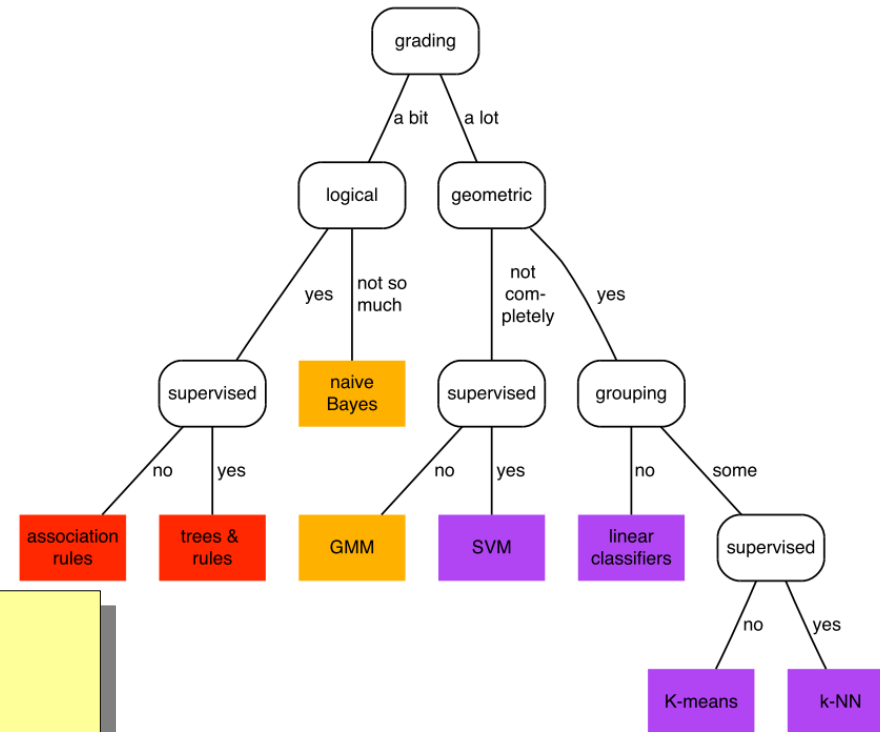 grading
a bit
a lot
logical
geometric
yes
not so
much
not
com-
pletely
yes
supervised
naive
Bayes
supervised
grouping
no
yes
no
yes
no
some
association
rules
trees &
rules
GMM
SVM
linear
classifiers
supervised
no
yes
K-means
k-NN